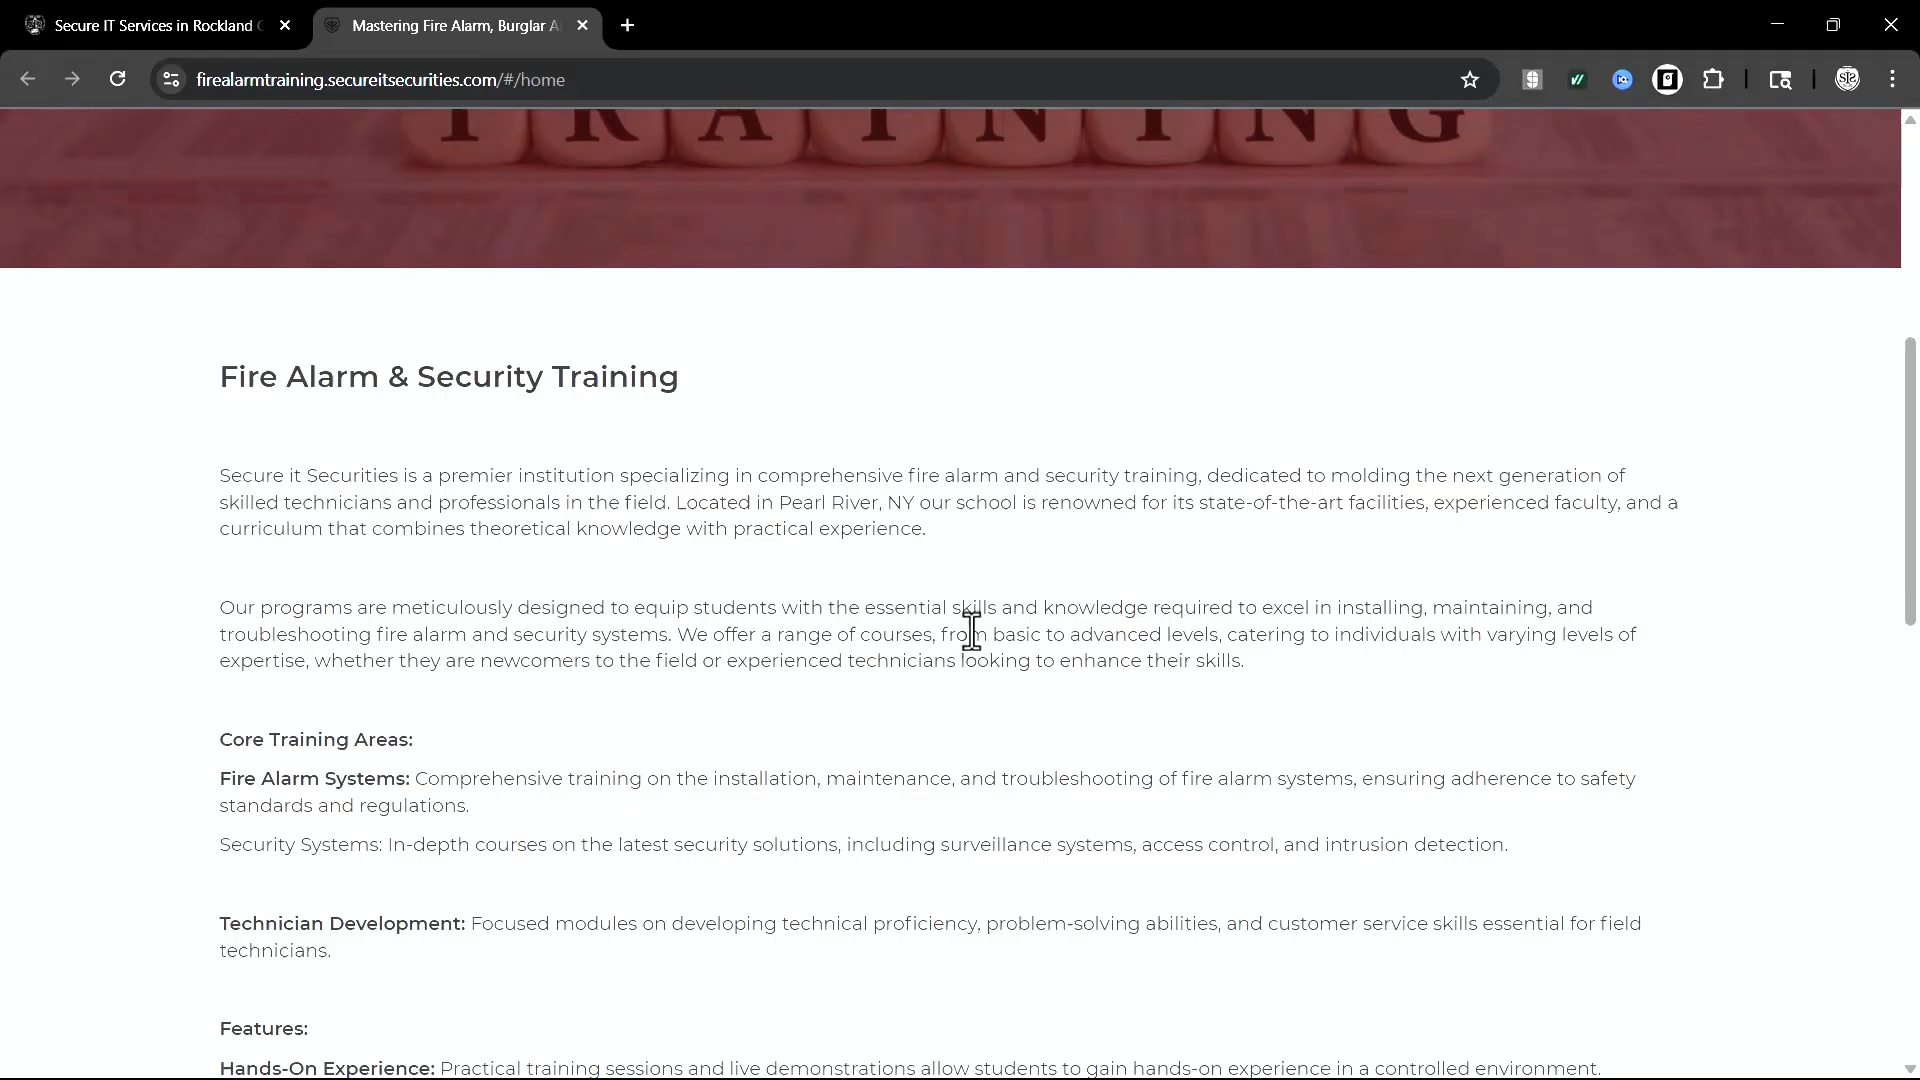 Secure IT Services in Rockland
Mastering Fire Alarm, Burglar A
firealarmtraining.secureitsecurities.com/#/home
TRAINING
Fire Alarm & Security Training
Secure it Securities is a premier institution specializing in comprehensive fire alarm and security training, dedicated to molding the next generation of
skilled technicians and professionals in the field. Located in Pearl River, NY our school is renowned for its state-of-the-art facilities, experienced faculty, and a
curriculum that combines theoretical knowledge with practical experience.
Our programs are meticulously designed to equip students with the essential skills and knowledge required to excel in installing, maintaining, and
troubleshooting fire alarm and security systems. We offer a range of courses, from basic to advanced levels, catering to individuals with varying levels of
expertise, whether they are newcomers to the field or experienced technicians looking to enhance their skills.
Core Training Areas:
Fire Alarm Systems: Comprehensive training on the installation, maintenance, and troubleshooting of fire alarm systems, ensuring adherence to safety
standards and regulations.
Security Systems: In-depth courses on the latest security solutions, including surveillance systems, access control, and intrusion detection.
Technician Development: Focused modules on developing technical proficiency, problem-solving abilities, and customer service skills essential for field
technicians.
Features:
Hands-On Experience: Practical training sessions and live demonstrations allow students to gain hands-on experience in a controlled environment.